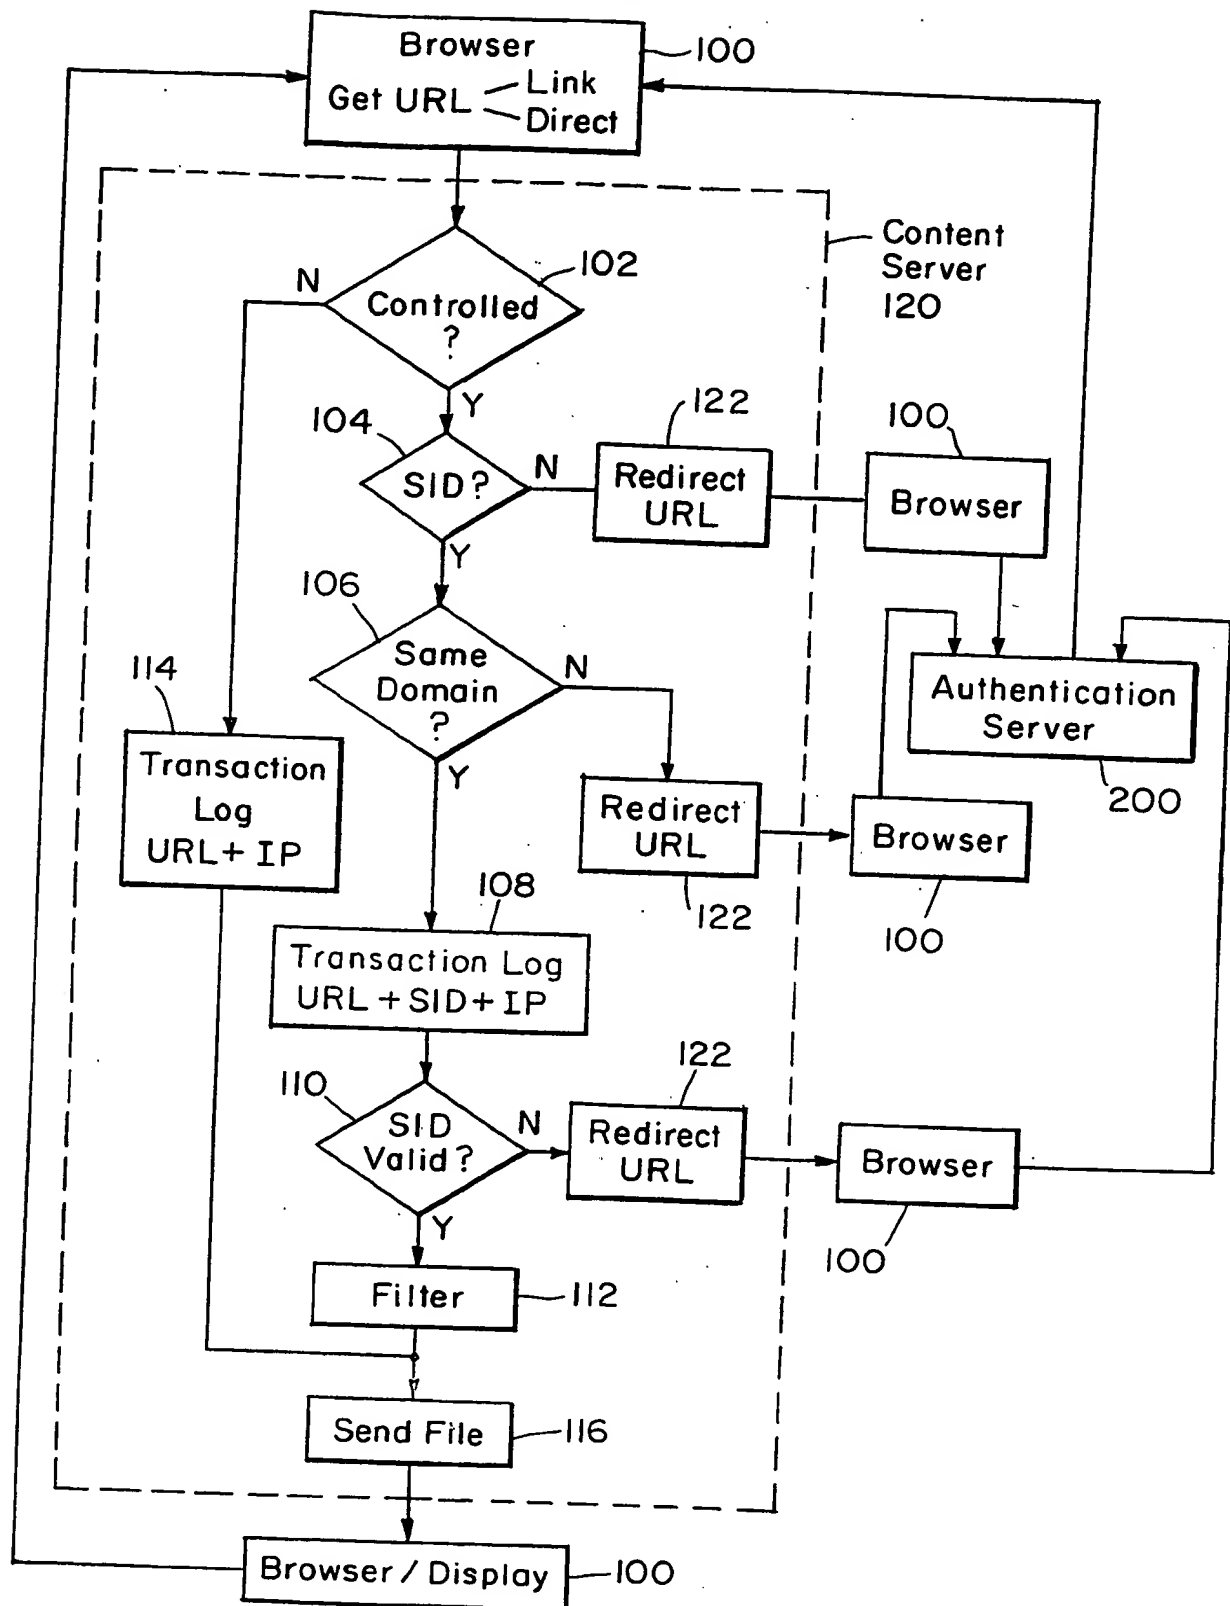 Browser
Get URL
Link
Direct
100
Content
Server
120
102
Controlled
?
N
Y
104
SID?
N
Y
122
Redirect
URL
100
Browser
106
Same
Domain
?
N
Y
Authentication
Server
200
114
Transaction
Log
URL + IP
Redirect
URL
122
Browser
100
108
Transaction Log
URL + SID + IP
110
SID
Valid?
N
Y
122
Redirect
URL
Browser
100
Filter
112
Send File
116
Browser / Display
100